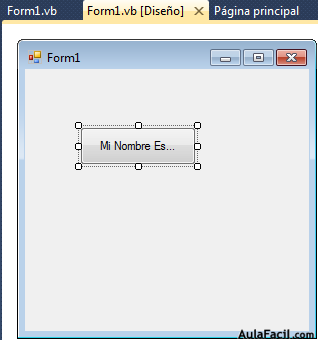 Form1.vb Form1.vb [Diseño] Página principal
Form1
Mi Nombre Es...
AulaFacil.com